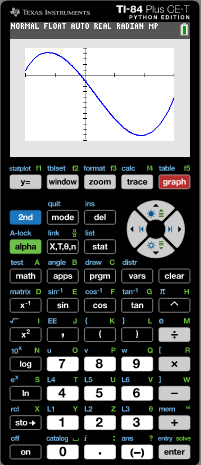 TEXAS INSTRUMENTS TI-84 Plus CE-T
PYTHON EDITION
NORMAL FLOAT AUTO REAL RADIAN MP
statplot f1 tblset f2 format f3 calc f4 table f5
y= window zoom trace graph
quit ins
2nd mode del
A-lock link list
alpha X,T,θ,n stat
test A angle B draw C distr
math apps prgm vars clear
matrix D sin⁻¹ E cos⁻¹ F tan⁻¹ G π H
x⁻¹ sin cos tan ^
√ I EE J { K } L e M
x² , ( ) ÷
10ˣ N u O v P w Q [ R
log 7 8 9 ×
eˣ S L4 T L5 U L6 V ] W
ln 4 5 6 −
rcl X L1 Y L2 Z L3 θ mem "
sto→ 1 2 3 +
off catalog i : ans ? entry solve
on 0 . (−) enter